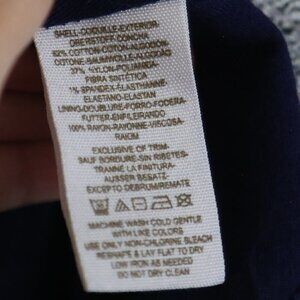 SHELL-COQUILLE-EXTERIOR-
OBERSTOFF-CONCHA
62% COTTON-COTON-ALGODON-
COTONE-BAUMWOLLE-ALGODAO
37% NYLON-POLIAMIDA-
FIBRA SINTÉTICA
1% SPANDEX-ELASTHANNE-
ELASTANO-ELASTAN
LINING-DOUBLURE-FORRO-FODERA-
FUTTER-ENFILEIRANDO
100% RAYON-RAYONNE-VISCOSA-
RAIOM
EXCLUSIVE OF TRIM-
SAUF BORDURE-SIN RIBETES-
TRANNE LA FINITURA-
AUSSER BESATZ-
EXCEPTO DEBRUM/REMATE
MACHINE WASH COLD GENTLE
WITH LIKE COLORS
USE ONLY NON-CHLORINE BLEACH
RESHAPE & LAY FLAT TO DRY
LOW IRON AS NEEDED
DO NOT DRY CLEAN